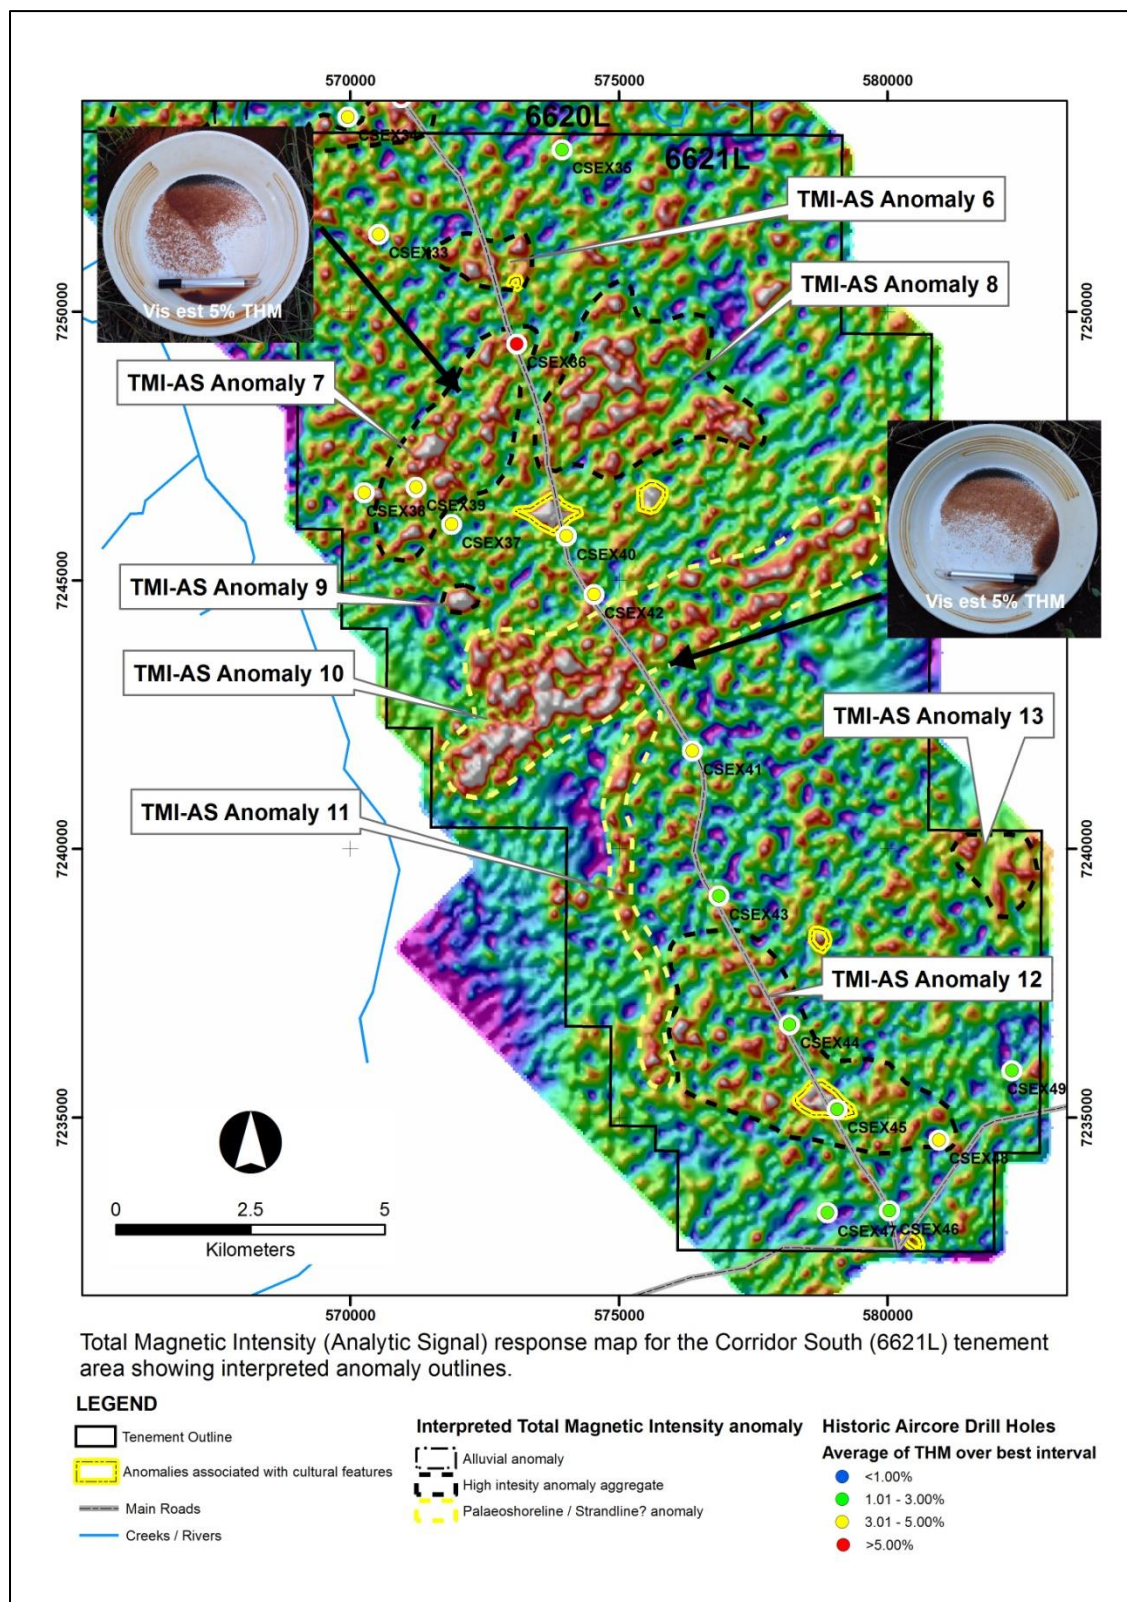 570000
575000
580000
6620L
6621L
CSEX34
CSEX35
TMI-AS Anomaly 6
CSEX33
TMI-AS Anomaly 8
Vis est 5% THM
7250000
7250000
CSEX36
TMI-AS Anomaly 7
CSEX39
CSEX38
CSEX37
CSEX40
7245000
7245000
TMI-AS Anomaly 9
CSEX42
Vis est 5% THM
TMI-AS Anomaly 10
TMI-AS Anomaly 13
CSEX41
TMI-AS Anomaly 11
7240000
7240000
CSEX43
TMI-AS Anomaly 12
CSEX44
CSEX49
7235000
7235000
CSEX45
CSEX48
0
2.5
5
Kilometers
CSEX47
CSEX46
570000
575000
580000
Total Magnetic Intensity (Analytic Signal) response map for the Corridor South (6621L) tenement
area showing interpreted anomaly outlines.
LEGEND
Tenement Outline
Anomalies associated with cultural features
Main Roads
Creeks / Rivers
Interpreted Total Magnetic Intensity anomaly
Alluvial anomaly
High intesity anomaly aggregate
Palaeoshoreline / Strandline? anomaly
Historic Aircore Drill Holes
Average of THM over best interval
<1.00%
1.01 - 3.00%
3.01 - 5.00%
>5.00%